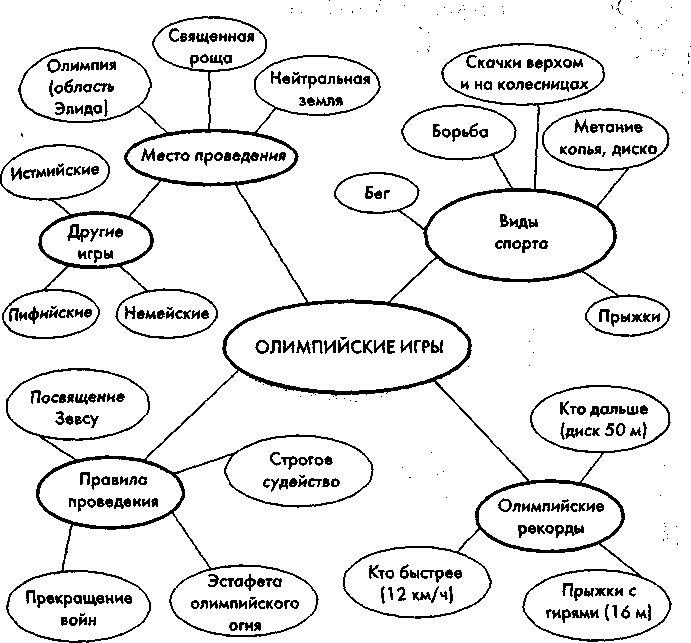 Священная
роща
Олимпия
(область
Элида)
Нейтральная
земля
Место проведения
Истмийские
Другие
игры
Пифийские
Немейские
Скачки верхом
и на колесницах
Борьба
Метание
копья, диска
Бег
Виды
спорта
Прыжки
ОЛИМПИЙСКИЕ ИГРЫ
Посвящение
Зевсу
Правила
проведения
Строгое
судейство
Прекращение
войн
Эстафета
олимпийского
огня
Кто дальше
(диск 50 м)
Олимпийские
рекорды
Кто быстрее
(12 км/ч)
Прыжки с
гирями (16 м)